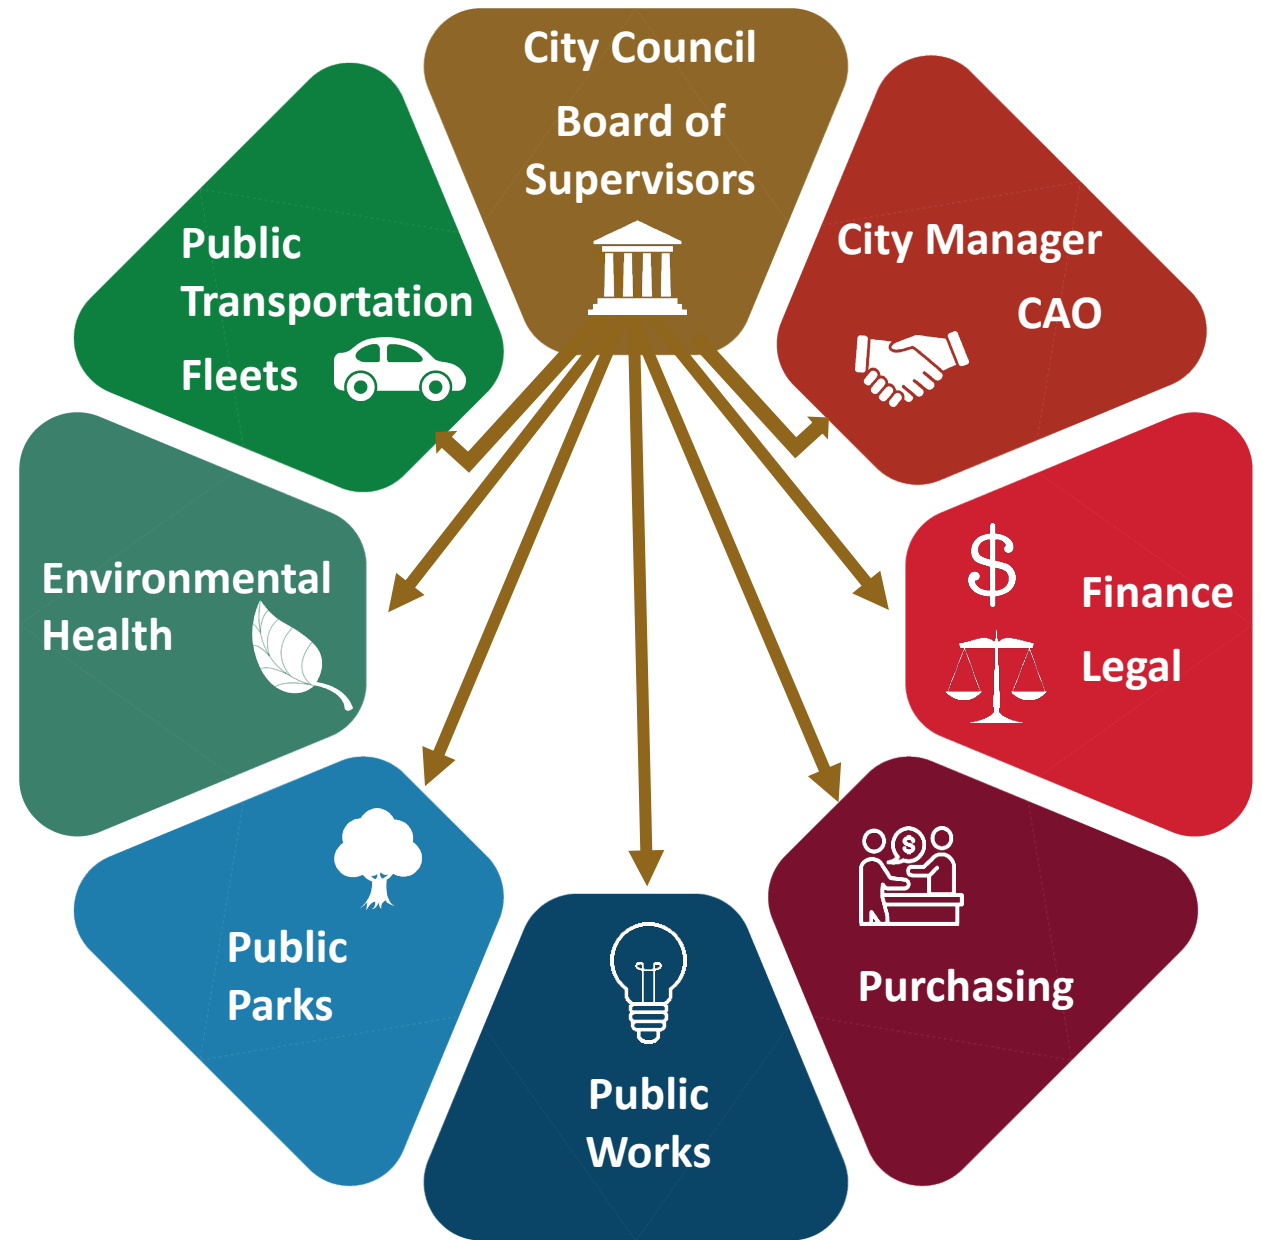 City Council
Board of
Supervisors
City Manager
CAO
$
Finance
Legal
$
Purchasing
Public
Works
Public
Parks
Environmental
Health
Public
Transportation
Fleets